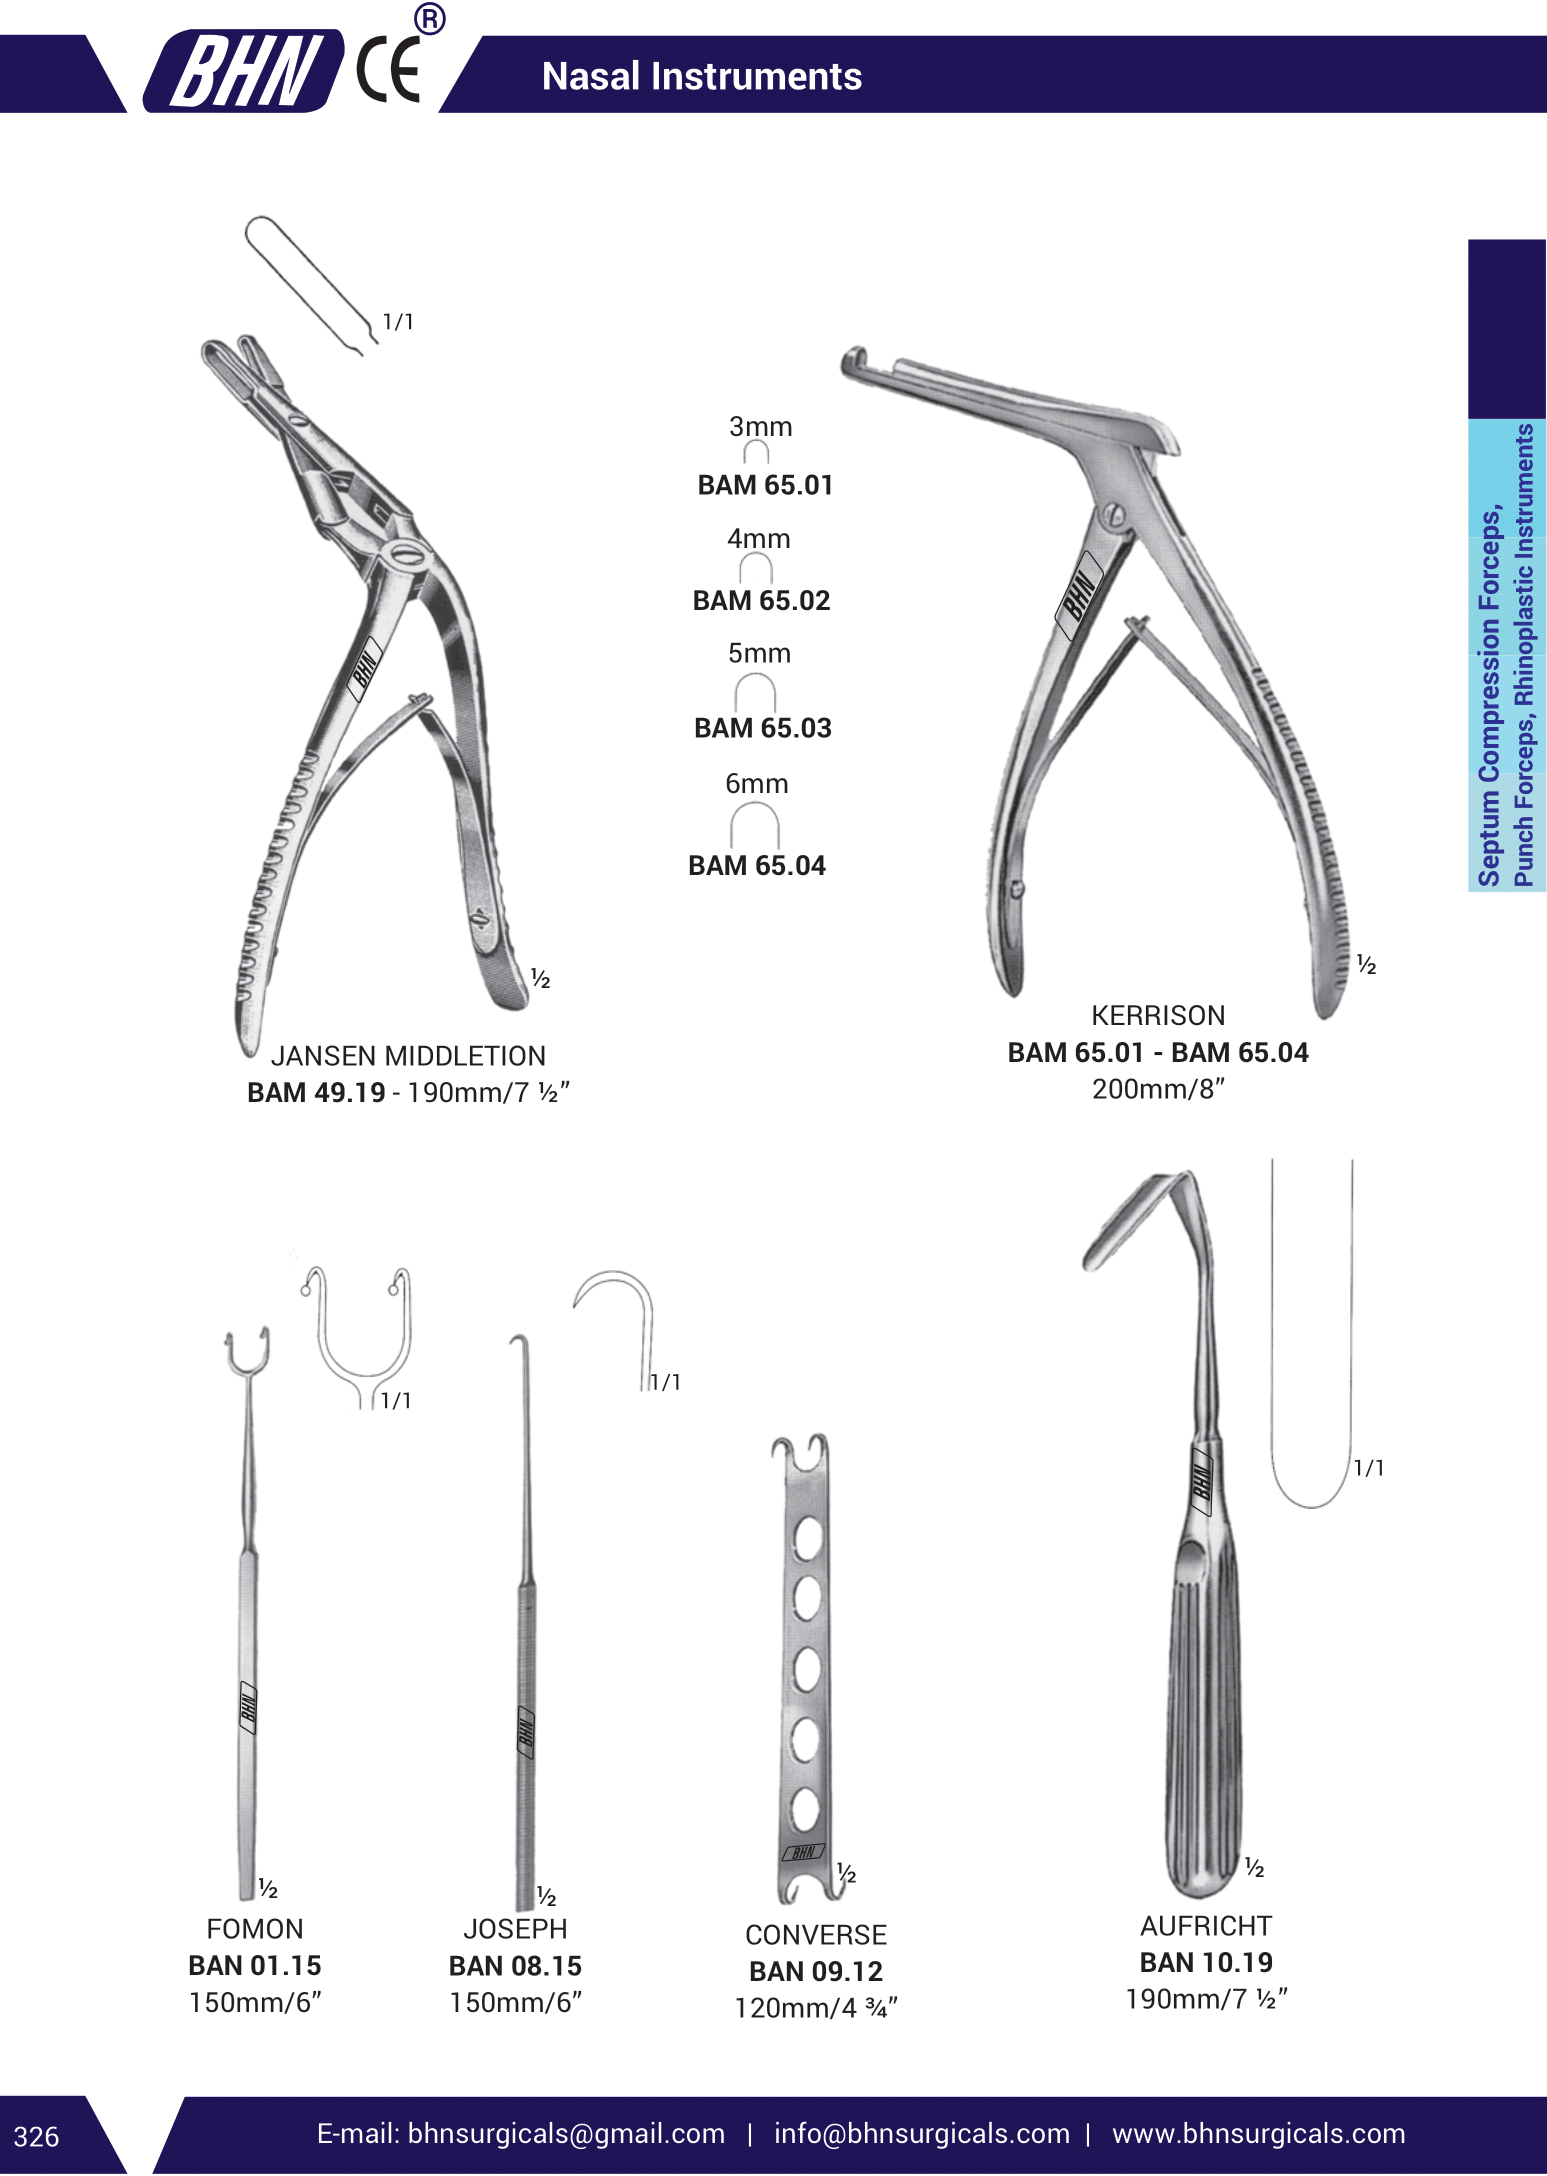 BHN CE ®
Nasal Instruments
1/1
3mm
BAM 65.01
4mm
BAM 65.02
5mm
BAM 65.03
6mm
BAM 65.04
BHN
BHN
½
½
JANSEN MIDDLETION
BAM 49.19 - 190mm/7 ½”
KERRISON
BAM 65.01 - BAM 65.04
200mm/8”
Septum Compression Forceps,
Punch Forceps, Rhinoplastic Instruments
1/1
1/1
1/1
BHN
BHN
BHN
BHN
½
½
½
½
FOMON
BAN 01.15
150mm/6”
JOSEPH
BAN 08.15
150mm/6”
CONVERSE
BAN 09.12
120mm/4 ¾”
AUFRICHT
BAN 10.19
190mm/7 ½”
326
E-mail: bhnsurgicals@gmail.com | info@bhnsurgicals.com | www.bhnsurgicals.com